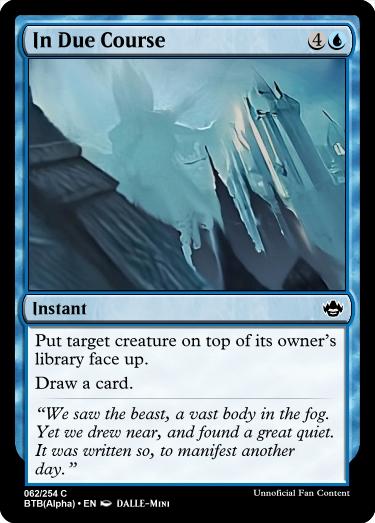 In Due Course 4
Instant
Put target creature on top of its owner's
library face up.
Draw a card.
“We saw the beast, a vast body in the fog.
Yet we drew near, and found a great quiet.
It was written so, to manifest another
day.”
062/254 C
BTB(Alpha) • EN DALLE-Mini
Unofficial Fan Content